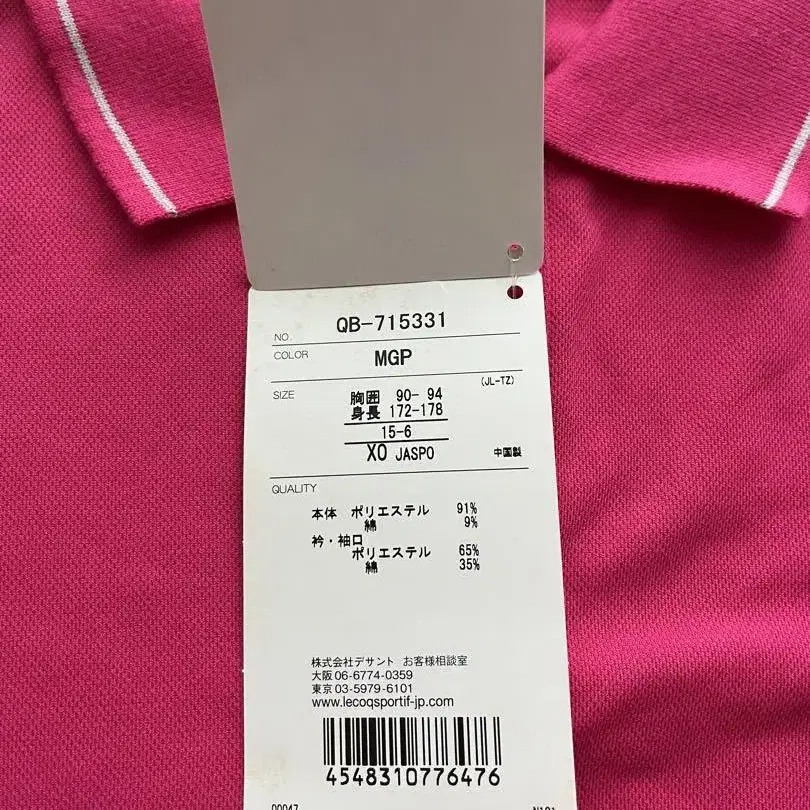 NO. QB-715331
COLOR MGP
(JL-TZ)
SIZE 胸囲 90- 94
身長 172-178
15-6
XO JASPO 中国製
QUALITY
本体 ポリエステル 91%
綿 9%
衿・袖口
ポリエステル 65%
綿 35%
株式会社デサント お客様相談室
大阪 06-6774-0359
東京 03-5979-6101
www.lecoqsportif-jp.com
4548310776476